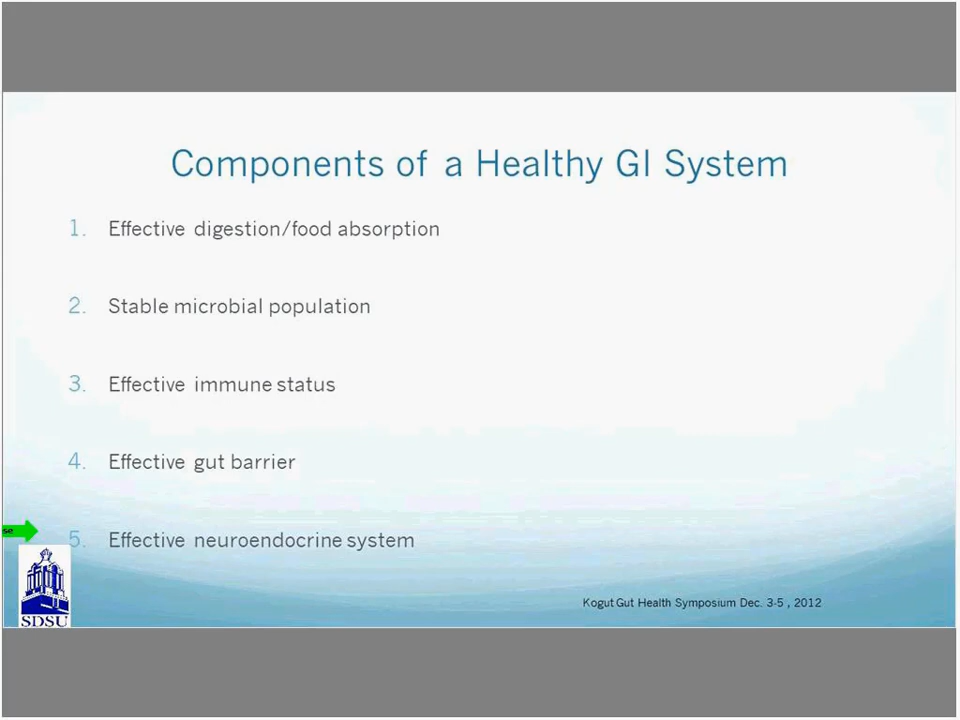 Components of a Healthy GI System
1. Effective digestion/food absorption
2. Stable microbial population
3. Effective immune status
4. Effective gut barrier
se
5. Effective neuroendocrine system
SDSU
Kogut Gut Health Symposium Dec. 3-5 , 2012